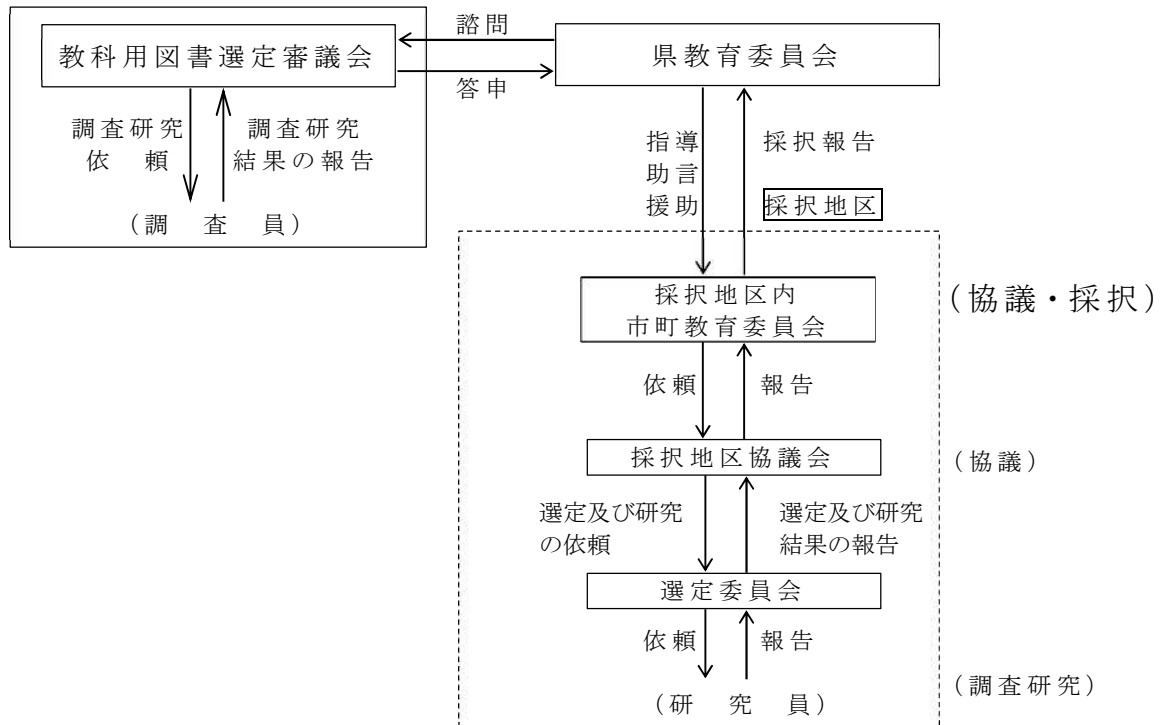 諮問
教科用図書選定審議会
県教育委員会
答申
調査研究
依頼
調査研究
結果の報告
(調査員)
指導
助言
援助
採択報告
採択地区
採択地区内
市町教育委員会
(協議・採択)
依頼
報告
採択地区協議会
(協議)
選定及び研究
の依頼
選定及び研究
結果の報告
選定委員会
依頼
報告
(研究員)
(調査研究)